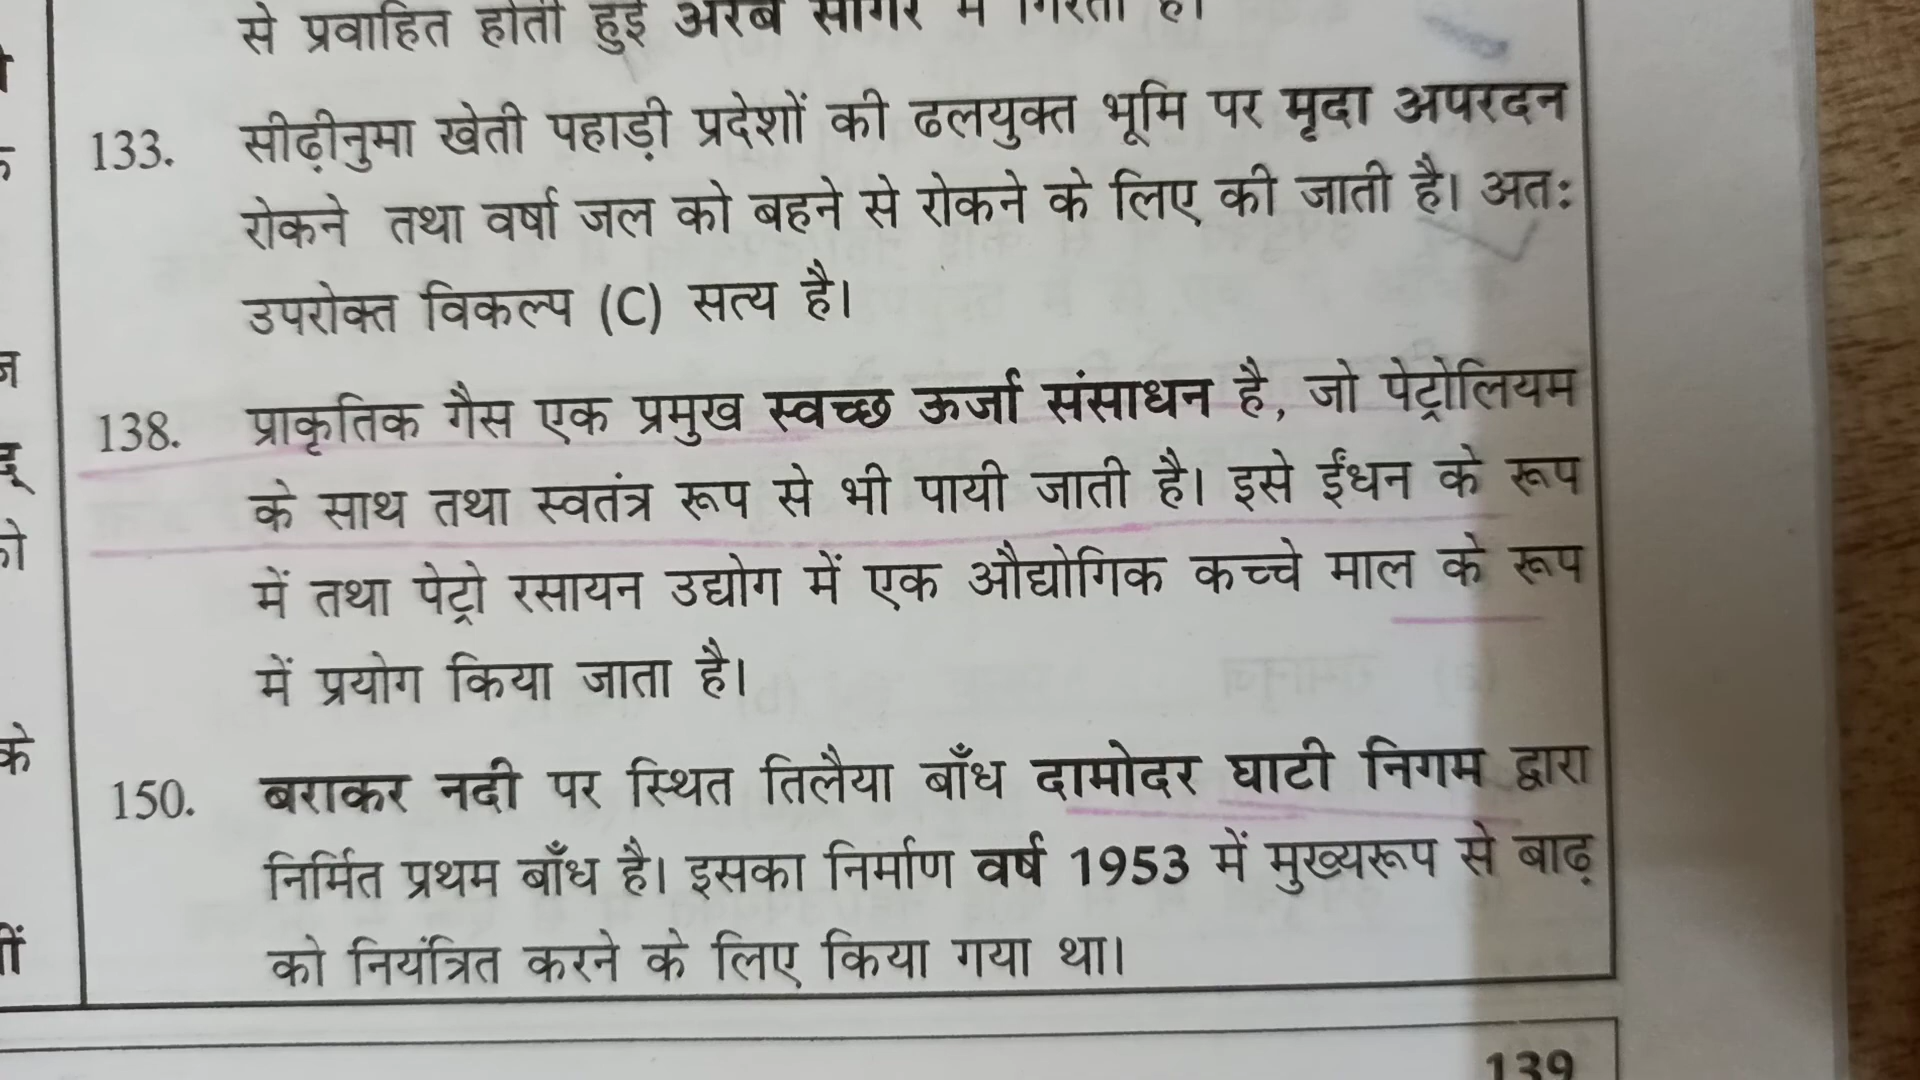 से प्रवाहित होती हुई अरब सागर में गिरती है।
133. सीढ़ीनुमा खेती पहाड़ी प्रदेशों की ढलयुक्त भूमि पर मृदा अपरदन
रोकने तथा वर्षा जल को बहने से रोकने के लिए की जाती है। अतः
उपरोक्त विकल्प (C) सत्य है।
138. प्राकृतिक गैस एक प्रमुख स्वच्छ ऊर्जा संसाधन है, जो पेट्रोलियम
के साथ तथा स्वतंत्र रूप से भी पायी जाती है। इसे ईंधन के रूप
में तथा पेट्रो रसायन उद्योग में एक औद्योगिक कच्चे माल के रूप
में प्रयोग किया जाता है।
150. बराकर नदी पर स्थित तिलैया बाँध दामोदर घाटी निगम द्वारा
निर्मित प्रथम बाँध है। इसका निर्माण वर्ष 1953 में मुख्यरूप से बाढ़
को नियंत्रित करने के लिए किया गया था।
139